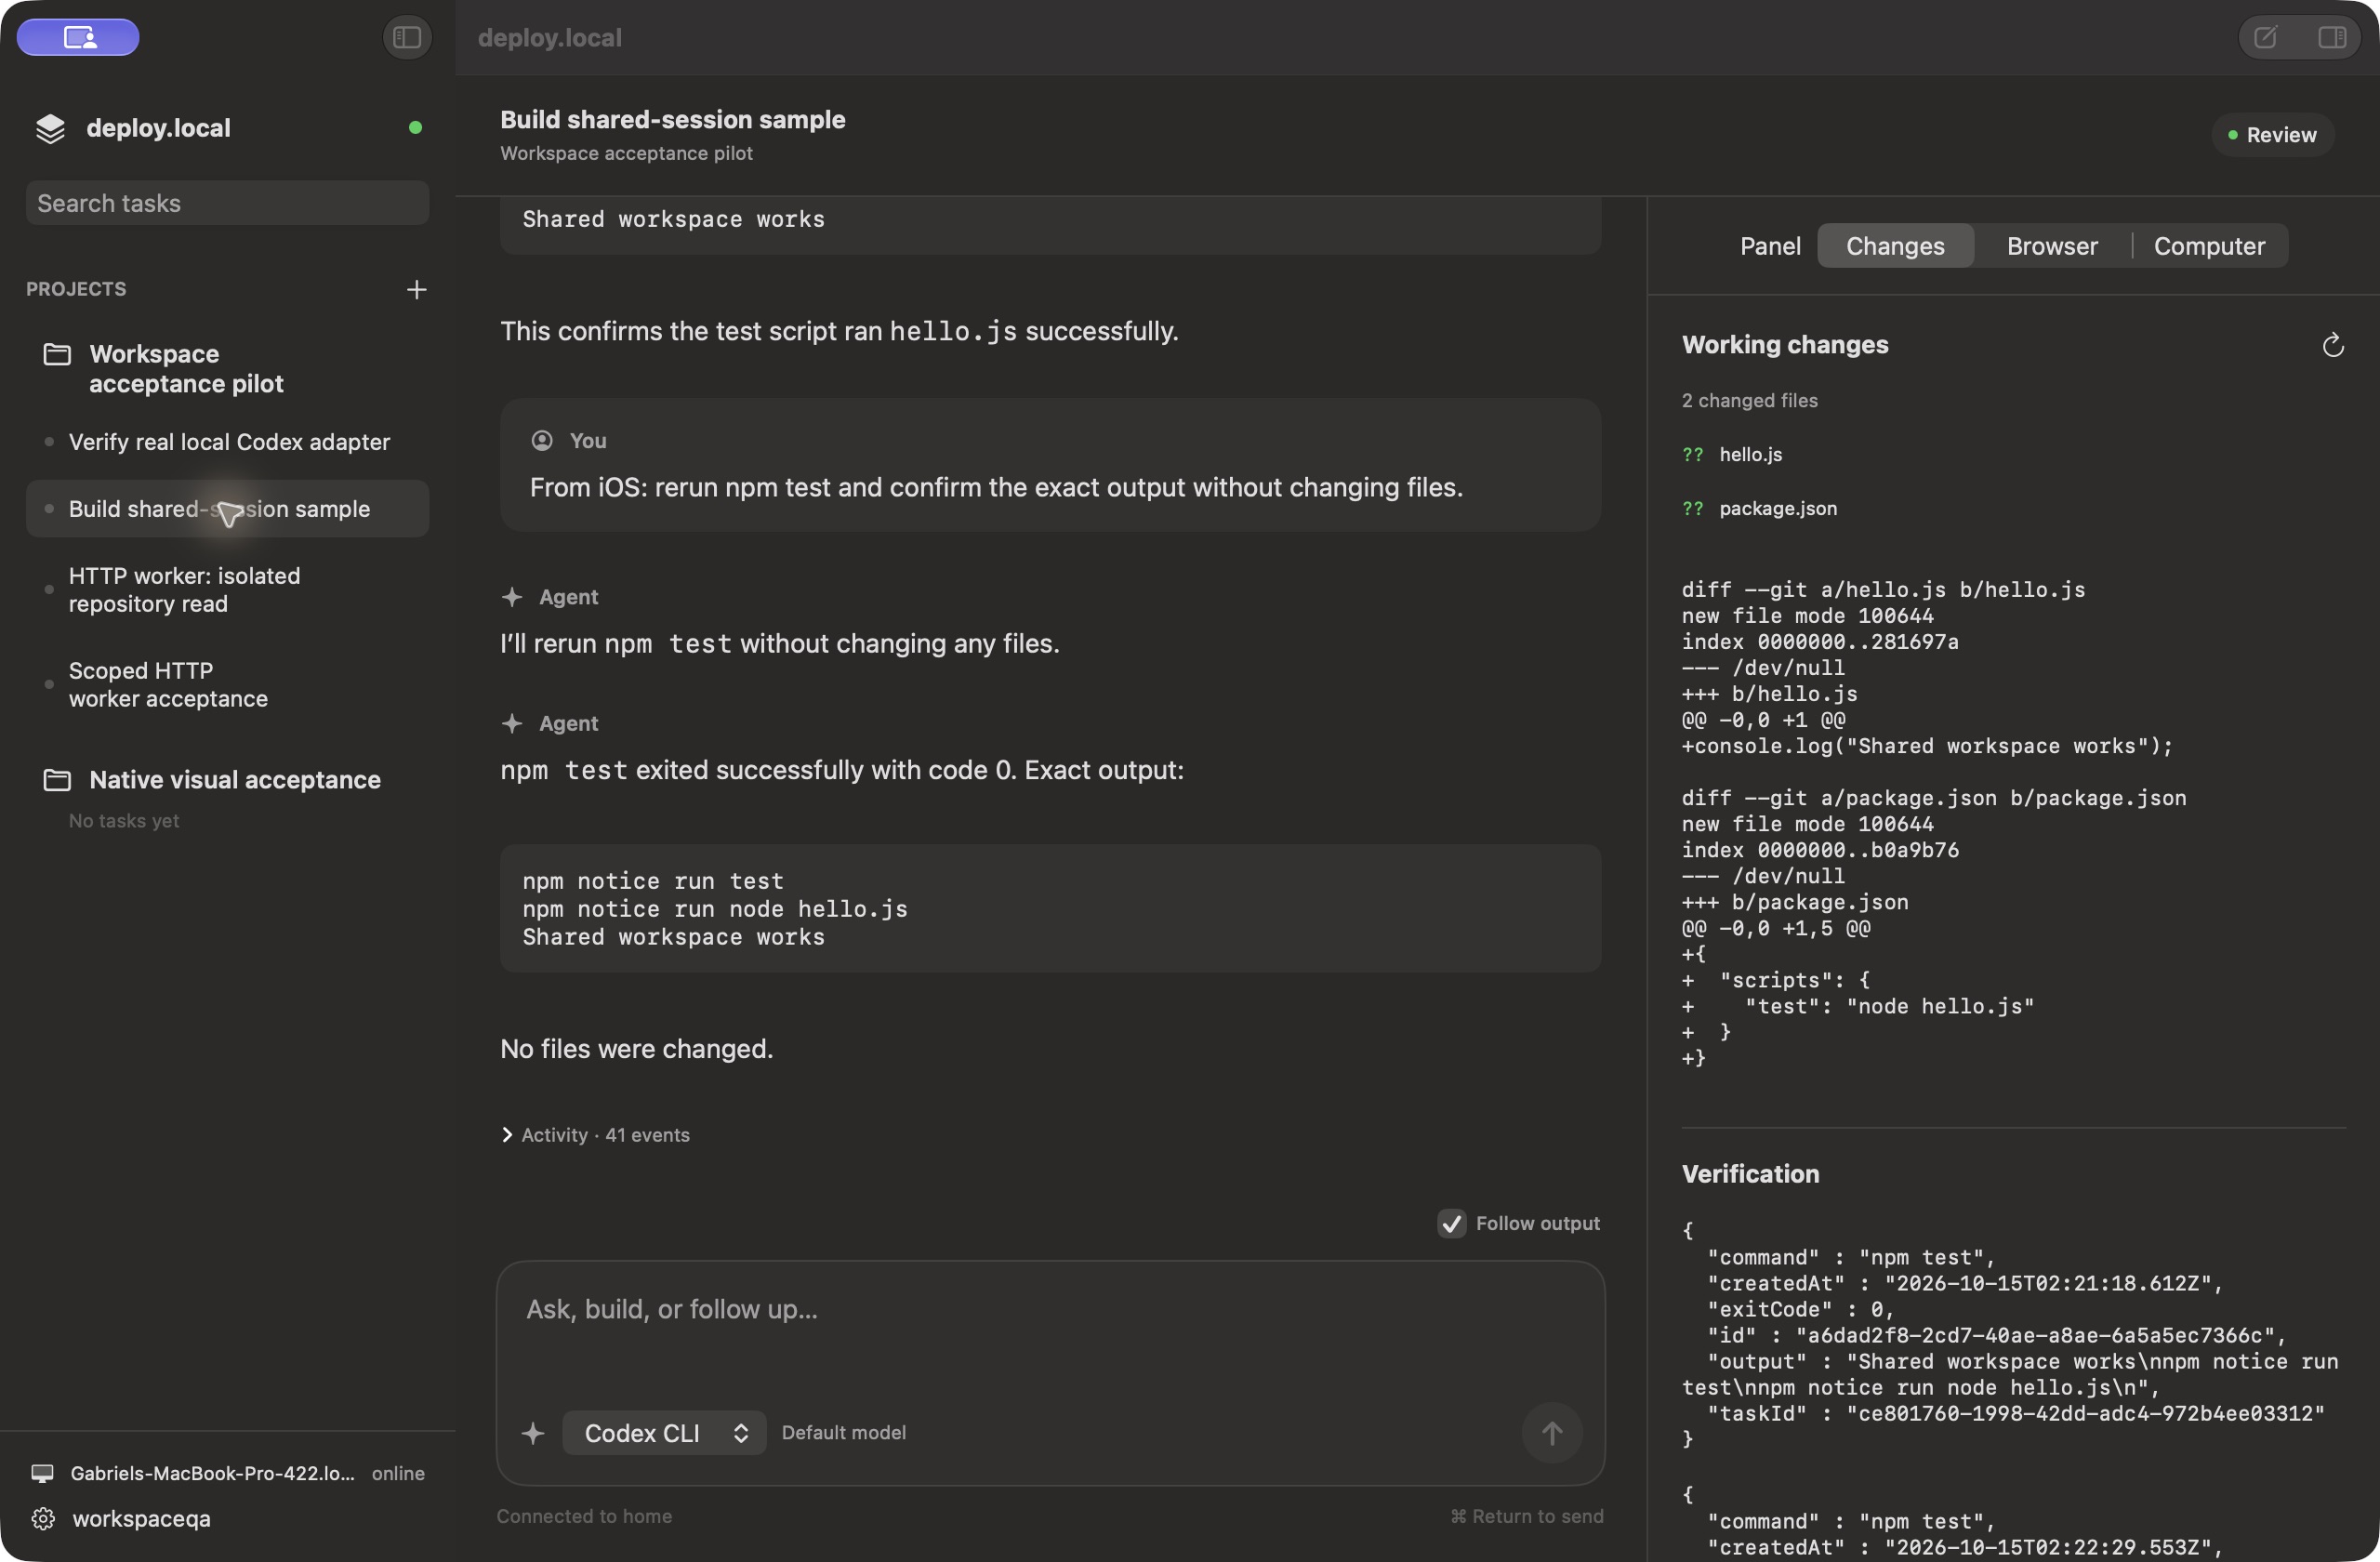 deploy.local
deploy.local
Search tasks
PROJECTS
Workspace
acceptance pilot
Verify real local Codex adapter
Build shared-session sample
HTTP worker: isolated
repository read
Scoped HTTP
worker acceptance
Native visual acceptance
No tasks yet
Gabriels-MacBook-Pro-422.lo... online
workspaceqa
Build shared-session sample
Workspace acceptance pilot
Review
Shared workspace works
This confirms the test script ran hello.js successfully.
You
From iOS: rerun npm test and confirm the exact output without changing files.
Agent
I’ll rerun npm test without changing any files.
Agent
npm test exited successfully with code 0. Exact output:
npm notice run test
npm notice run node hello.js
Shared workspace works
No files were changed.
Activity · 41 events
Follow output
Ask, build, or follow up...
Codex CLI Default model
Connected to home ⌘ Return to send
Panel Changes Browser Computer
Working changes
2 changed files
?? hello.js
?? package.json
diff --git a/hello.js b/hello.js
new file mode 100644
index 0000000..281697a
--- /dev/null
+++ b/hello.js
@@ -0,0 +1 @@
+console.log("Shared workspace works");
diff --git a/package.json b/package.json
new file mode 100644
index 0000000..b0a9b76
--- /dev/null
+++ b/package.json
@@ -0,0 +1,5 @@
+{
+  "scripts": {
+    "test": "node hello.js"
+  }
+}
Verification
{
  "command" : "npm test",
  "createdAt" : "2026-10-15T02:21:18.612Z",
  "exitCode" : 0,
  "id" : "a6dad2f8-2cd7-40ae-a8ae-6a5a5ec7366c",
  "output" : "Shared workspace works\nnpm notice run
test\nnpm notice run node hello.js\n",
  "taskId" : "ce801760-1998-42dd-adc4-972b4ee03312"
}
{
  "command" : "npm test",
  "createdAt" : "2026-10-15T02:22:29.553Z",